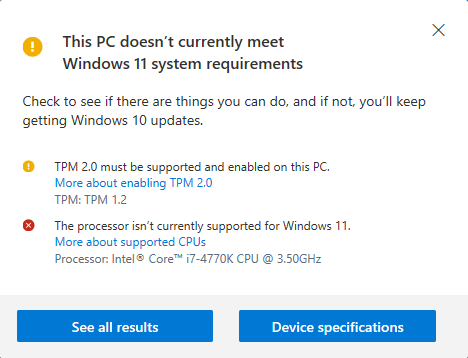 This PC doesn't currently meet
Windows 11 system requirements
Check to see if there are things you can do, and if not, you'll keep
getting Windows 10 updates.
TPM 2.0 must be supported and enabled on this PC.
More about enabling TPM 2.0
TPM: TPM 1.2
The processor isn't currently supported for Windows 11.
More about supported CPUs
Processor: Intel® Core™ i7-4770K CPU @ 3.50GHz
See all results
Device specifications